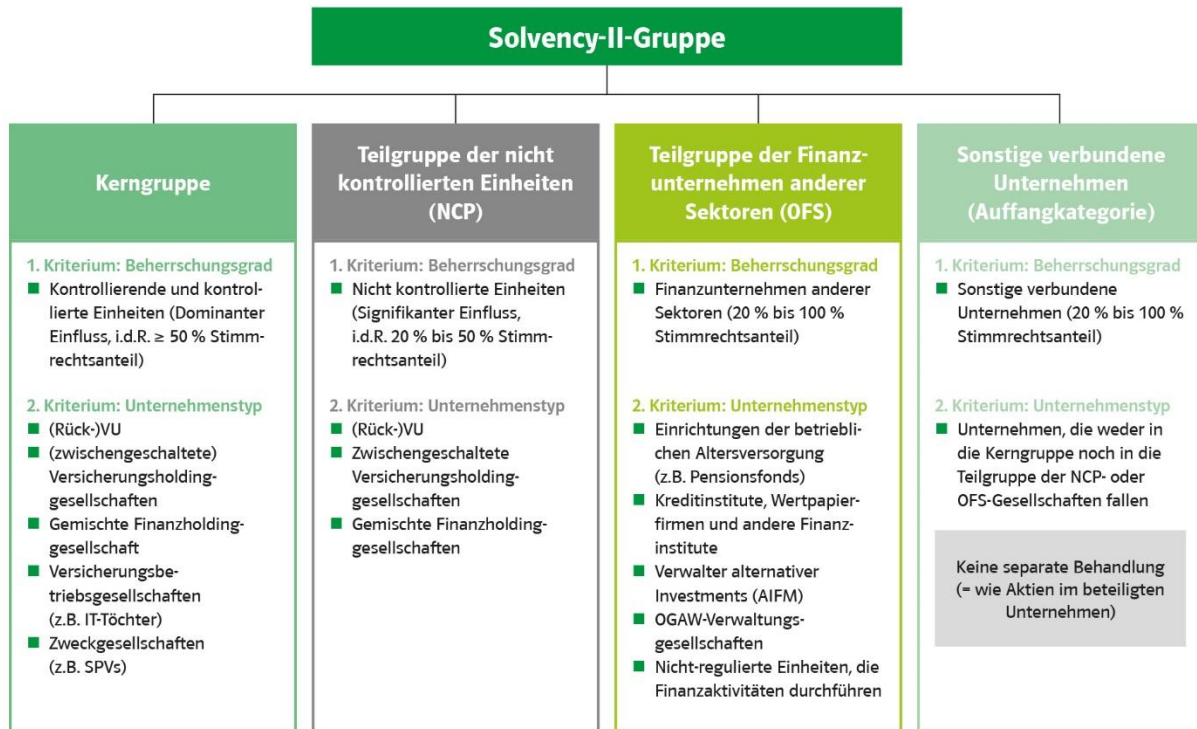 Solvency-II-Gruppe
Kerngruppe
1. Kriterium: Beherrschungsgrad
Kontrollierende und kontrol-
lierte Einheiten (Dominanter
Einfluss, i.d.R. ≥ 50 % Stimm-
rechtsanteil)
2. Kriterium: Unternehmenstyp
(Rück-)VU
(zwischengeschaltete)
Versicherungsholding-
gesellschaften
Gemischte Finanzholding-
gesellschaft
Versicherungsbe-
triebsgesellschaften
(z.B. IT-Töchter)
Zweckgesellschaften
(z.B. SPVs)
Teilgruppe der nicht
kontrollierten Einheiten
(NCP)
1. Kriterium: Beherrschungsgrad
Nicht kontrollierte Einheiten
(Signifikanter Einfluss,
i.d.R. 20 % bis 50 % Stimm-
rechtsanteil)
2. Kriterium: Unternehmenstyp
(Rück-)VU
Zwischengeschaltete
Versicherungsholding-
gesellschaften
Gemischte Finanzholding-
gesellschaften
Teilgruppe der Finanz-
unternehmen anderer
Sektoren (OFS)
1. Kriterium: Beherrschungsgrad
Finanzunternehmen anderer
Sektoren (20 % bis 100 %
Stimmrechtsanteil)
2. Kriterium: Unternehmenstyp
Einrichtungen der betriebli-
chen Altersversorgung
(z.B. Pensionsfonds)
Kreditinstitute, Wertpapier-
firmen und andere Finanz-
institute
Verwalter alternativer
Investments (AIFM)
OGAW-Verwaltungs-
gesellschaften
Nicht-regulierte Einheiten, die
Finanzaktivitäten durchführen
Sonstige verbundene
Unternehmen
(Auffangkategorie)
1. Kriterium: Beherrschungsgrad
Sonstige verbundene
Unternehmen (20 % bis 100 %
Stimmrechtsanteil)
2. Kriterium: Unternehmenstyp
Unternehmen, die weder in
die Kerngruppe noch in die
Teilgruppe der NCP- oder
OFS-Gesellschaften fallen
Keine separate Behandlung
(= wie Aktien im beteiligten
Unternehmen)